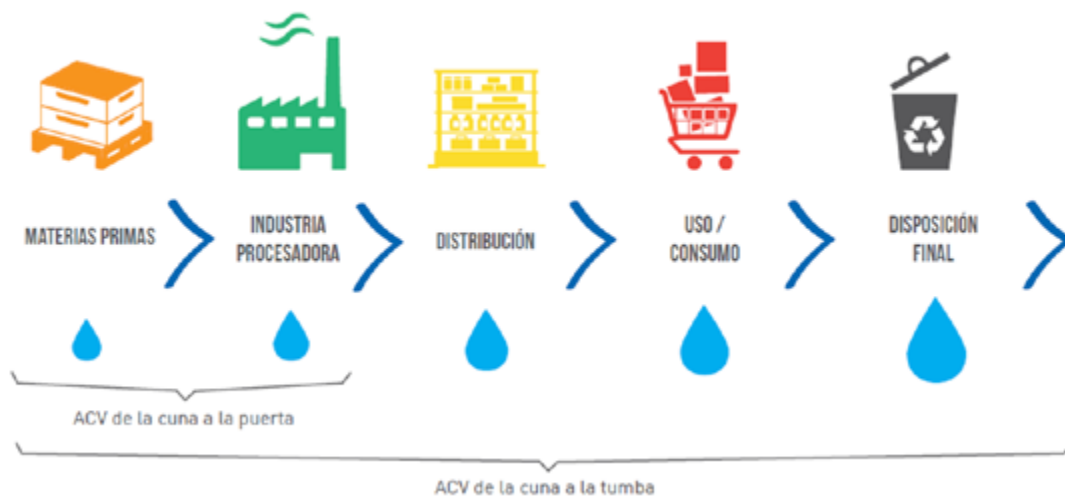 MATERIAS PRIMAS
INDUSTRIA
PROCESADORA
DISTRIBUCIÓN
USO /
CONSUMO
DISPOSICIÓN
FINAL
ACV de la cuna a la puerta
ACV de la cuna a la tumba